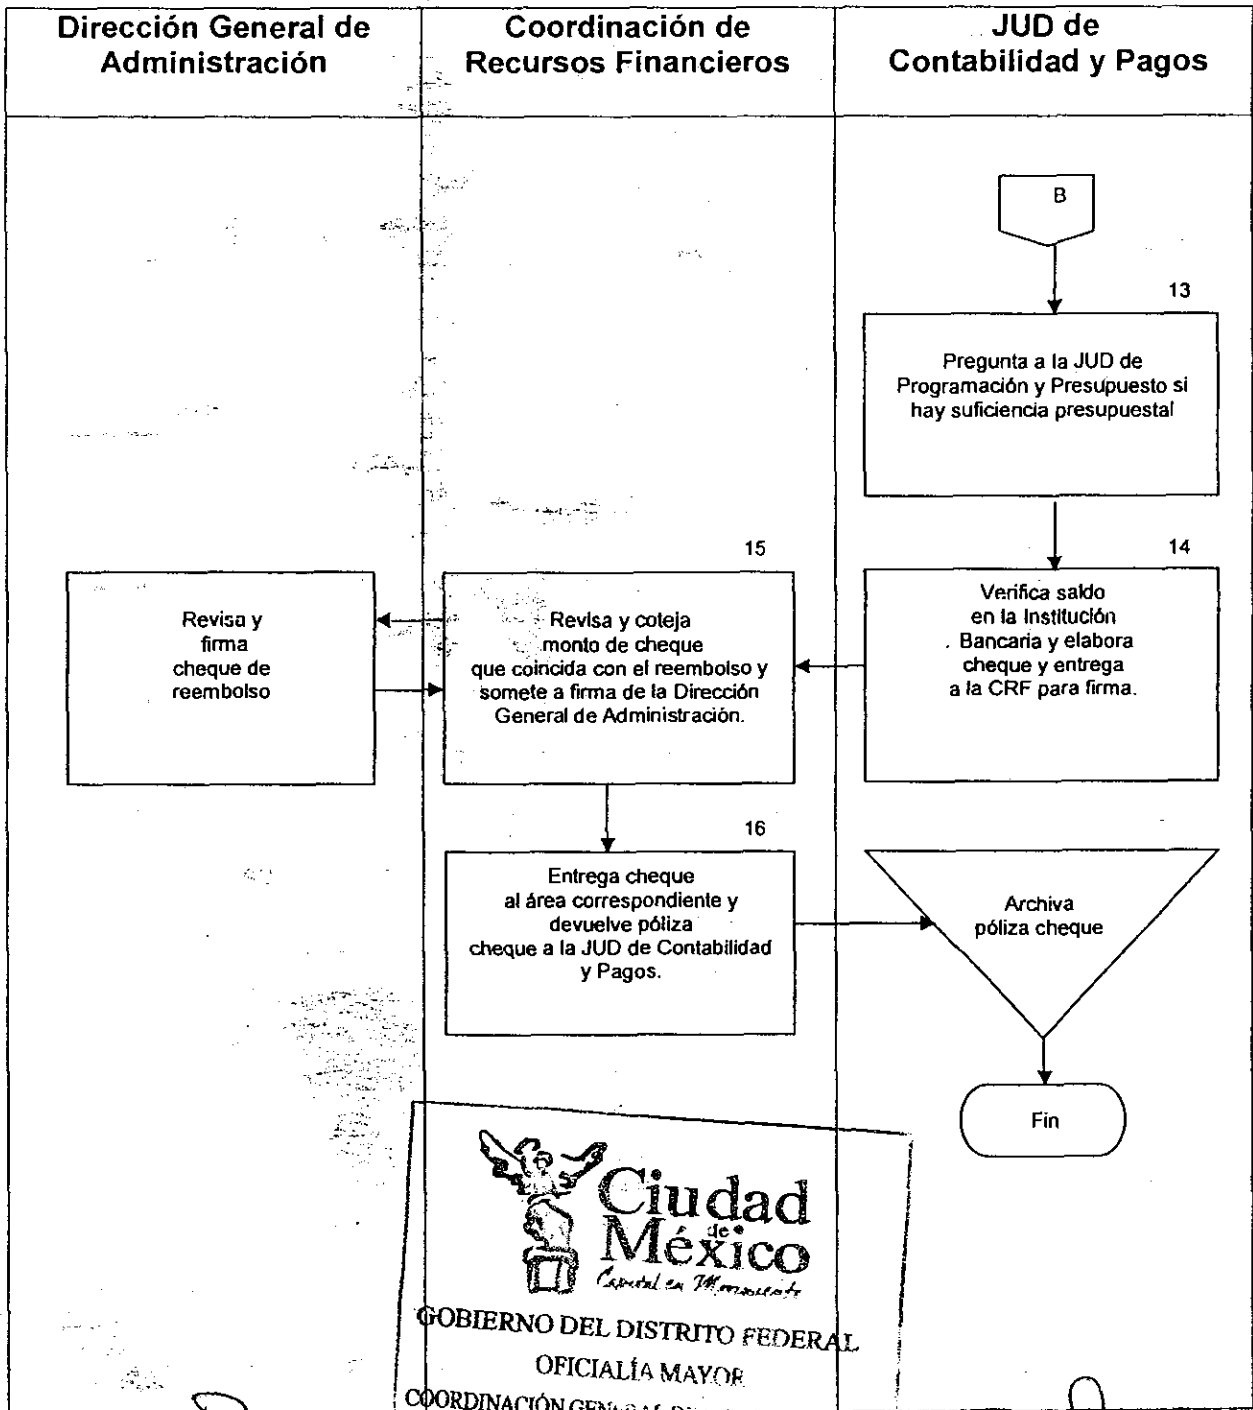 Dirección General de
Administración
Coordinación de
Recursos Financieros
JUD de
Contabilidad y Pagos
B
13
Pregunta a la JUD de
Programación y Presupuesto si
hay suficiencia presupuestal
14
Verifica saldo
en la Institución
. Bancaria y elabora
cheque y entrega
a la CRF para firma.
15
Revisa y coteja
monto de cheque
que coincida con el reembolso y
somete a firma de la Dirección
General de Administración.
Revisa y
firma
cheque de
reembolso
16
Entrega cheque
al área correspondiente y
devuelve póliza
cheque a la JUD de Contabilidad
y Pagos.
Archiva
póliza cheque
Fin
Ciudad
de
México
Capital en Movimiento
GOBIERNO DEL DISTRITO FEDERAL
OFICIALÍA MAYOR
COORDINACIÓN GENERAL